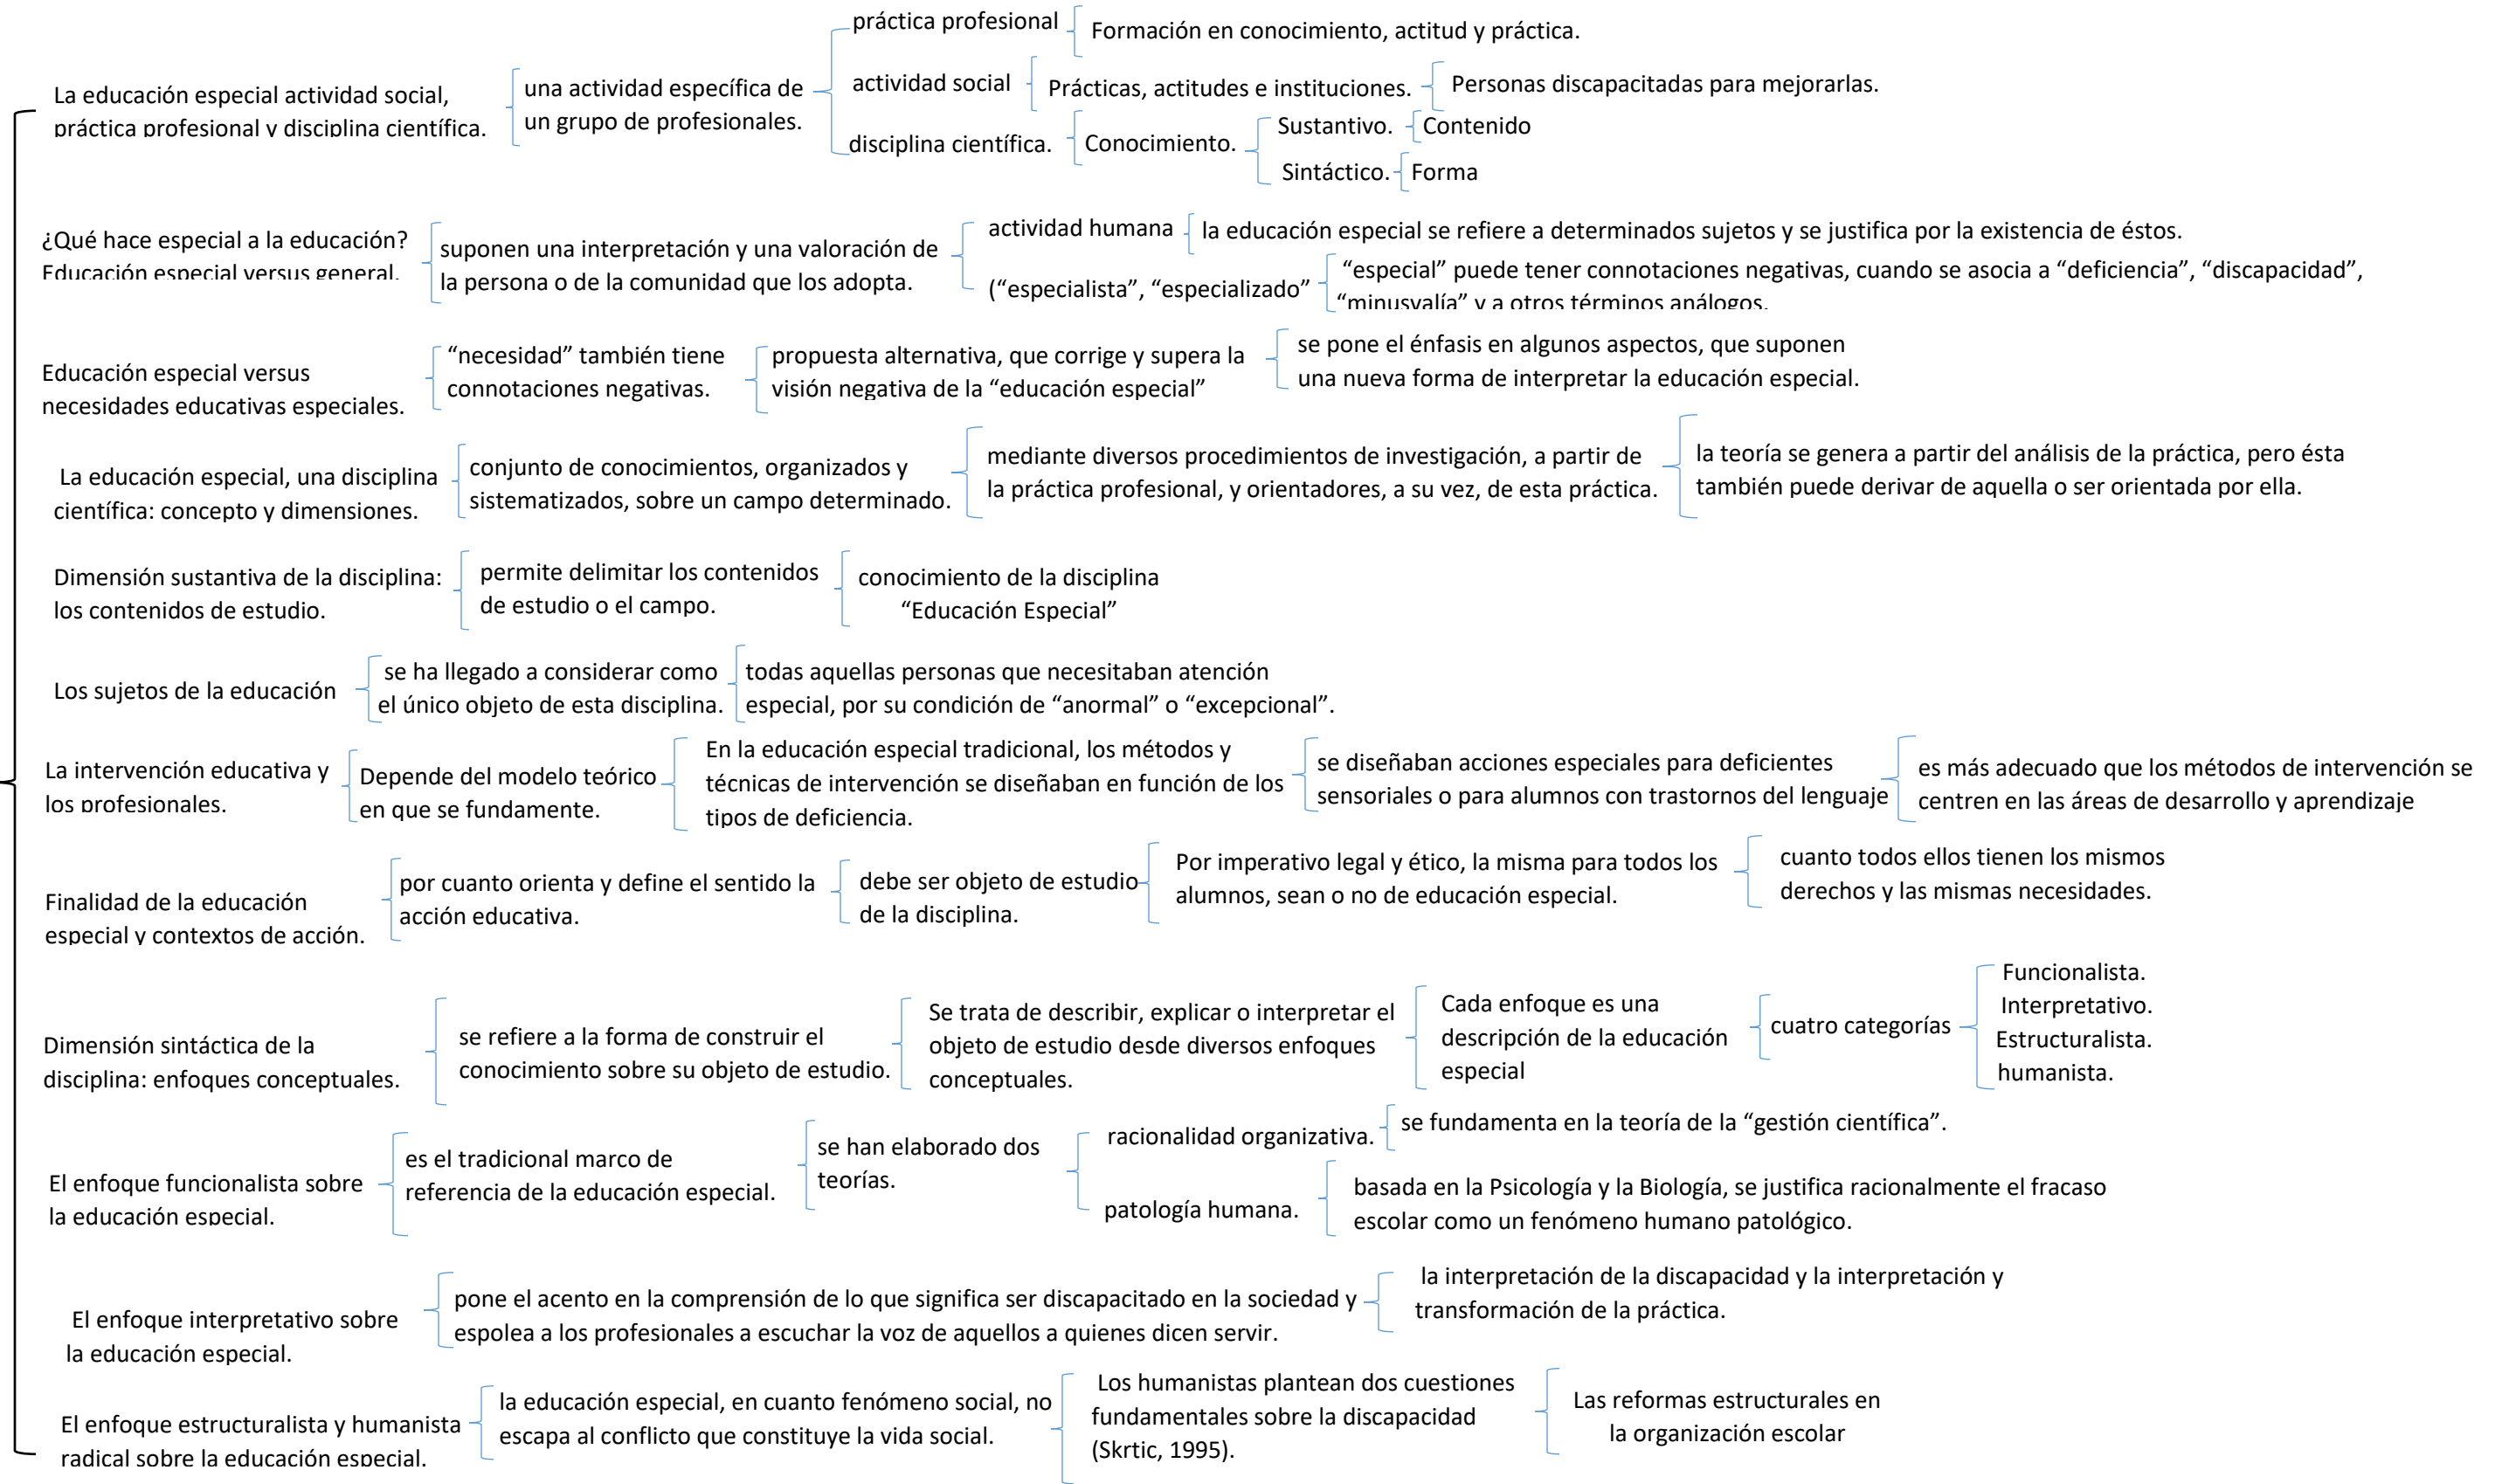 La educación especial actividad social,
práctica profesional y disciplina científica.
una actividad específica de
un grupo de profesionales.
práctica profesional
Formación en conocimiento, actitud y práctica.
actividad social
Prácticas, actitudes e instituciones.
Personas discapacitadas para mejorarlas.
disciplina científica.
Conocimiento.
Sustantivo.
Contenido
Sintáctico.
Forma
¿Qué hace especial a la educación?
Educación especial versus general.
suponen una interpretación y una valoración de
la persona o de la comunidad que los adopta.
actividad humana
la educación especial se refiere a determinados sujetos y se justifica por la existencia de éstos.
(“especialista”, “especializado”
“especial” puede tener connotaciones negativas, cuando se asocia a “deficiencia”, “discapacidad”,
“minusvalía” y a otros términos análogos.
Educación especial versus
necesidades educativas especiales.
“necesidad” también tiene
connotaciones negativas.
propuesta alternativa, que corrige y supera la
visión negativa de la “educación especial”
se pone el énfasis en algunos aspectos, que suponen
una nueva forma de interpretar la educación especial.
La educación especial, una disciplina
científica: concepto y dimensiones.
conjunto de conocimientos, organizados y
sistematizados, sobre un campo determinado.
mediante diversos procedimientos de investigación, a partir de
la práctica profesional, y orientadores, a su vez, de esta práctica.
la teoría se genera a partir del análisis de la práctica, pero ésta
también puede derivar de aquella o ser orientada por ella.
Dimensión sustantiva de la disciplina:
los contenidos de estudio.
permite delimitar los contenidos
de estudio o el campo.
conocimiento de la disciplina
“Educación Especial”
Los sujetos de la educación
se ha llegado a considerar como
el único objeto de esta disciplina.
todas aquellas personas que necesitaban atención
especial, por su condición de “anormal” o “excepcional”.
La intervención educativa y
los profesionales.
Depende del modelo teórico
en que se fundamente.
En la educación especial tradicional, los métodos y
técnicas de intervención se diseñaban en función de los
tipos de deficiencia.
se diseñaban acciones especiales para deficientes
sensoriales o para alumnos con trastornos del lenguaje
es más adecuado que los métodos de intervención se
centren en las áreas de desarrollo y aprendizaje
Finalidad de la educación
especial y contextos de acción.
por cuanto orienta y define el sentido la
acción educativa.
debe ser objeto de estudio
de la disciplina.
Por imperativo legal y ético, la misma para todos los
alumnos, sean o no de educación especial.
cuanto todos ellos tienen los mismos
derechos y las mismas necesidades.
Dimensión sintáctica de la
disciplina: enfoques conceptuales.
se refiere a la forma de construir el
conocimiento sobre su objeto de estudio.
Se trata de describir, explicar o interpretar el
objeto de estudio desde diversos enfoques
conceptuales.
Cada enfoque es una
descripción de la educación
especial
cuatro categorías
Funcionalista.
Interpretativo.
Estructuralista.
humanista.
El enfoque funcionalista sobre
la educación especial.
es el tradicional marco de
referencia de la educación especial.
se han elaborado dos
teorías.
racionalidad organizativa.
se fundamenta en la teoría de la “gestión científica”.
patología humana.
basada en la Psicología y la Biología, se justifica racionalmente el fracaso
escolar como un fenómeno humano patológico.
El enfoque interpretativo sobre
la educación especial.
pone el acento en la comprensión de lo que significa ser discapacitado en la sociedad y
espolea a los profesionales a escuchar la voz de aquellos a quienes dicen servir.
la interpretación de la discapacidad y la interpretación y
transformación de la práctica.
El enfoque estructuralista y humanista
radical sobre la educación especial.
la educación especial, en cuanto fenómeno social, no
escapa al conflicto que constituye la vida social.
Los humanistas plantean dos cuestiones
fundamentales sobre la discapacidad
(Skrtic, 1995).
Las reformas estructurales en
la organización escolar